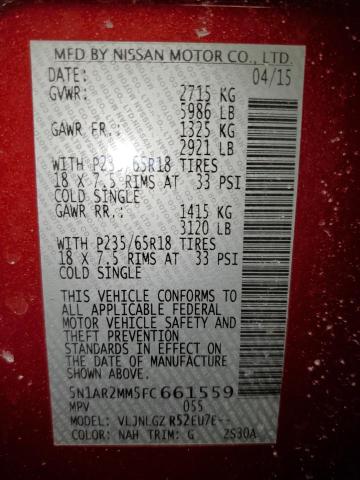 MFD BY NISSAN MOTOR CO., LTD.
DATE: 04/15
GVWR: 2715 KG
5986 LB
GAWR FR.: 1325 KG
2921 LB
WITH P235/65R18 TIRES
18 X 7.5 RIMS AT 33 PSI
COLD SINGLE
GAWR RR.: 1415 KG
3120 LB
WITH P235/65R18 TIRES
18 X 7.5 RIMS AT 33 PSI
COLD SINGLE
THIS VEHICLE CONFORMS TO
ALL APPLICABLE FEDERAL
MOTOR VEHICLE SAFETY AND
THEFT PREVENTION
STANDARDS IN EFFECT ON
THE DATE OF MANUFACTURE
SHOWN ABOVE.
5N1AR2MM5FC661559
MPV 055
MODEL: VLJNLGZ R52EU7E--
COLOR: NAH TRIM: G 2S30A